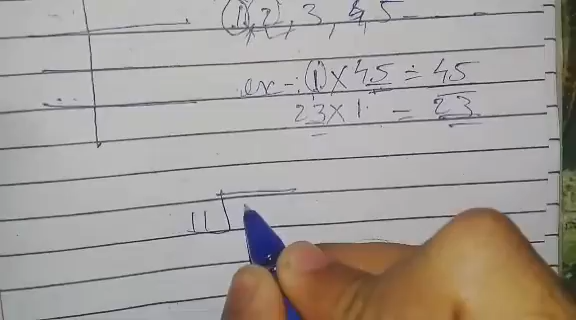 1, 2, 3, 4, 5
ex-: 1 × 45 = 45
23 × 1 = 23
11